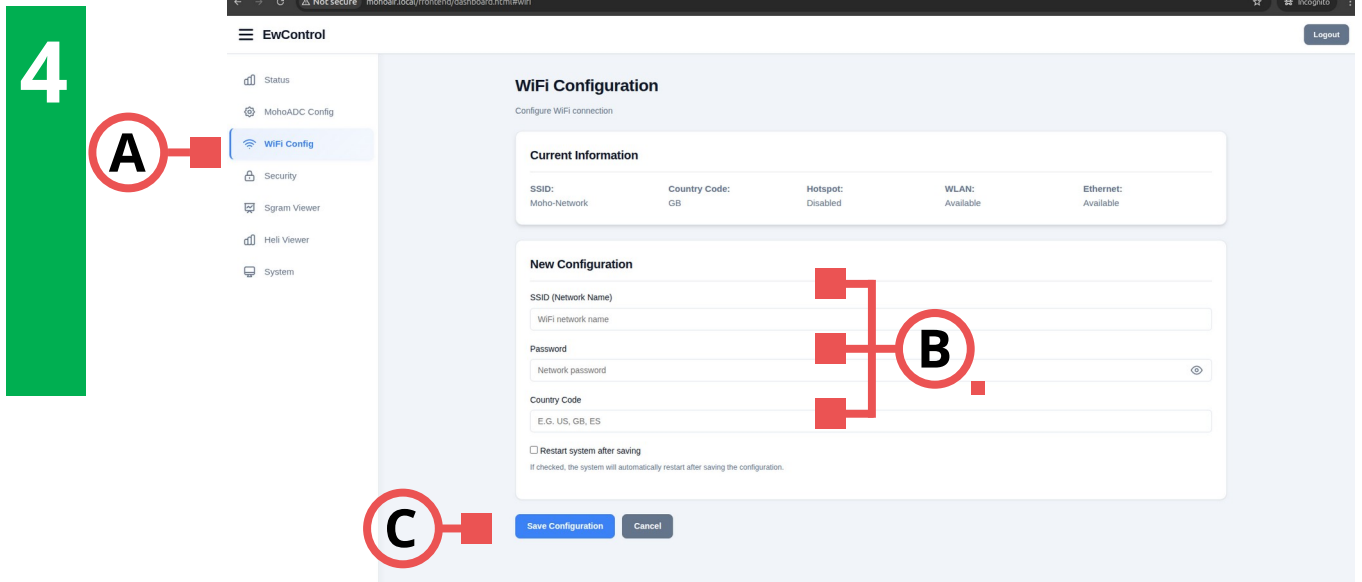 Not secure mohoair.local/frontend/dashboard.html#wifi
Incognito
4
EwControl
Logout
Status
MohoADC Config
A
WiFi Config
Security
Sgram Viewer
Heli Viewer
System
WiFi Configuration
Configure WiFi connection
Current Information
SSID: Country Code: Hotspot: WLAN: Ethernet:
Moho-Network GB Disabled Available Available
New Configuration
SSID (Network Name)
WiFi network name
Password
B
Network password
Country Code
E.G. US, GB, ES
Restart system after saving
If checked, the system will automatically restart after saving the configuration.
C
Save Configuration Cancel